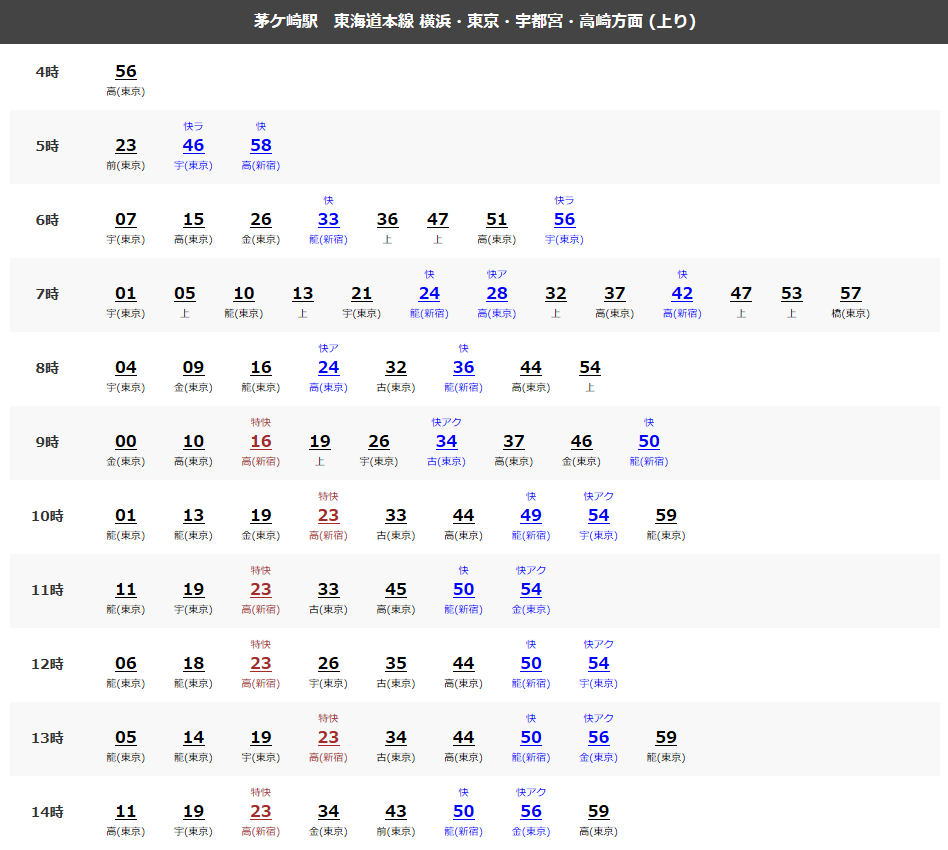 茅ケ崎駅　東海道本線 横浜・東京・宇都宮・高崎方面 (上り)
4時 56
高(東京)
快ラ 快
5時 23 46 58
前(東京) 宇(東京) 高(新宿)
快 快ラ
6時 07 15 26 33 36 47 51 56
宇(東京) 高(東京) 金(東京) 籠(新宿) 上 上 高(東京) 宇(東京)
快 快ア 快
7時 01 05 10 13 21 24 28 32 37 42 47 53 57
宇(東京) 上 籠(東京) 上 宇(東京) 籠(新宿) 高(東京) 上 高(東京) 高(新宿) 上 上 橋(東京)
快ア 快
8時 04 09 16 24 32 36 44 54
宇(東京) 金(東京) 籠(東京) 高(東京) 古(東京) 籠(新宿) 高(東京) 上
特快 快アク 快
9時 00 10 16 19 26 34 37 46 50
金(東京) 高(東京) 高(新宿) 上 宇(東京) 古(東京) 高(東京) 金(東京) 籠(新宿)
特快 快 快アク
10時 01 13 19 23 33 44 49 54 59
籠(東京) 籠(東京) 金(東京) 高(新宿) 古(東京) 高(東京) 籠(新宿) 宇(東京) 籠(東京)
特快 快 快アク
11時 11 19 23 33 45 50 54
籠(東京) 宇(東京) 高(新宿) 古(東京) 高(東京) 籠(新宿) 金(東京)
特快 快 快アク
12時 06 18 23 26 35 44 50 54
籠(東京) 籠(東京) 高(新宿) 宇(東京) 古(東京) 高(東京) 籠(新宿) 宇(東京)
特快 快 快アク
13時 05 14 19 23 34 44 50 56 59
籠(東京) 籠(東京) 宇(東京) 高(新宿) 古(東京) 高(東京) 籠(新宿) 金(東京) 籠(東京)
特快 快 快アク
14時 11 19 23 34 43 50 56 59
高(東京) 宇(東京) 高(新宿) 金(東京) 前(東京) 籠(新宿) 金(東京) 高(東京)